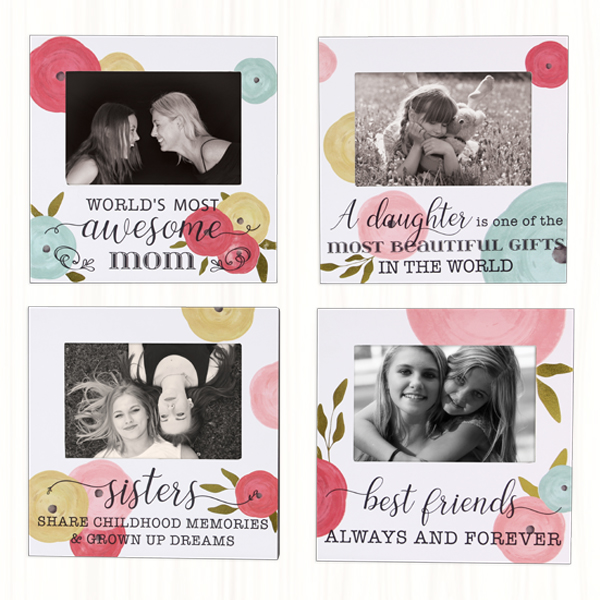 WORLD'S MOST
awesome
mom
A daughter is one of the
MOST BEAUTIFUL GIFTS
IN THE WORLD
sisters
SHARE CHILDHOOD MEMORIES
& GROWN UP DREAMS
best friends
ALWAYS AND FOREVER